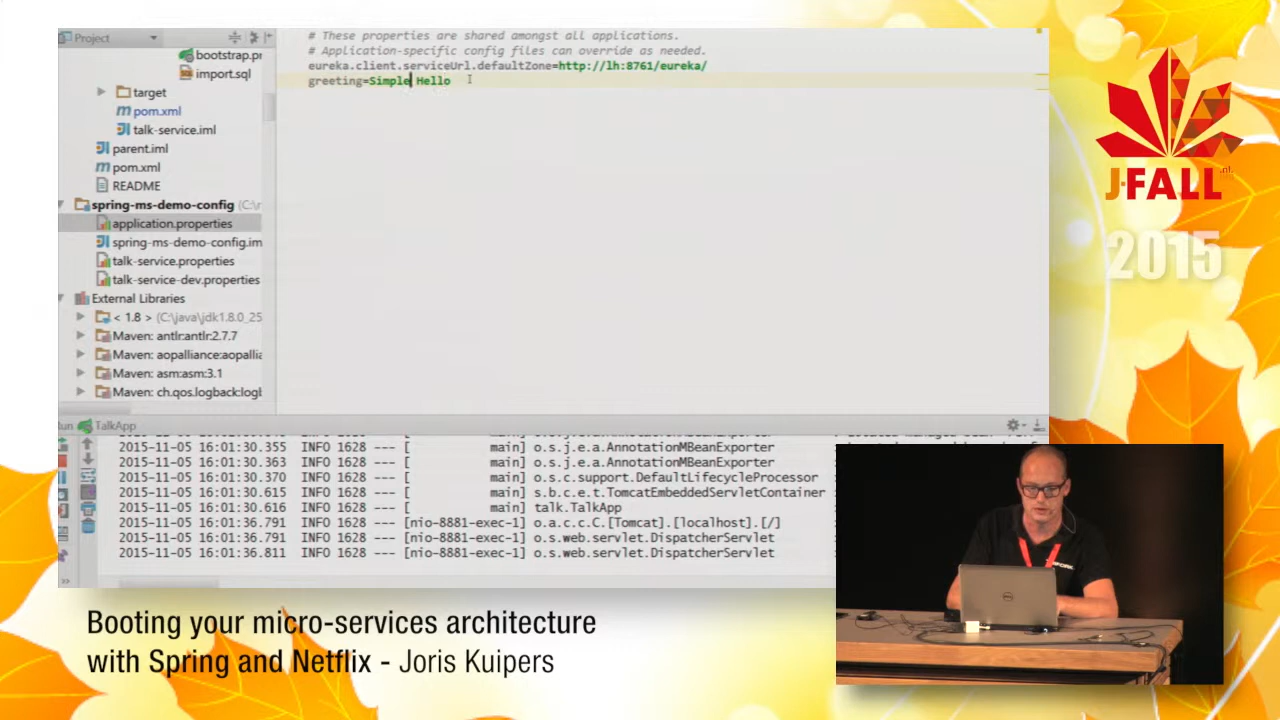 Project
bootstrap.pr
import.sql
target
pom.xml
talk-service.iml
parent.iml
pom.xml
README
spring-ms-demo-config (C:\r
application.properties
spring-ms-demo-config.im
talk-service.properties
talk-service-dev.properties
External Libraries
< 1.8 > (C:\java\jdk1.8.0_25
Maven: antlr:antlr:2.7.7
Maven: aopalliance:aopallia
Maven: asm:asm:3.1
Maven: ch.qos.logback:logb
# These properties are shared amongst all applications.
# Application-specific config files can override as needed.
eureka.client.serviceUrl.defaultZone=http://lh:8761/eureka/
greeting=Simple Hello
un TalkApp
2015-11-05 16:01:30.355 INFO 1628 --- [ main] o.s.j.e.a.AnnotationMBeanExporter :
2015-11-05 16:01:30.363 INFO 1628 --- [ main] o.s.j.e.a.AnnotationMBeanExporter
2015-11-05 16:01:30.370 INFO 1628 --- [ main] o.s.c.support.DefaultLifecycleProcessor
2015-11-05 16:01:30.615 INFO 1628 --- [ main] s.b.c.e.t.TomcatEmbeddedServletContainer
2015-11-05 16:01:30.616 INFO 1628 --- [ main] talk.TalkApp
2015-11-05 16:01:36.791 INFO 1628 --- [nio-8881-exec-1] o.a.c.c.C.[Tomcat].[localhost].[/]
2015-11-05 16:01:36.791 INFO 1628 --- [nio-8881-exec-1] o.s.web.servlet.DispatcherServlet
2015-11-05 16:01:36.811 INFO 1628 --- [nio-8881-exec-1] o.s.web.servlet.DispatcherServlet
J-FALL.nl
2015
Booting your micro-services architecture
with Spring and Netflix - Joris Kuipers